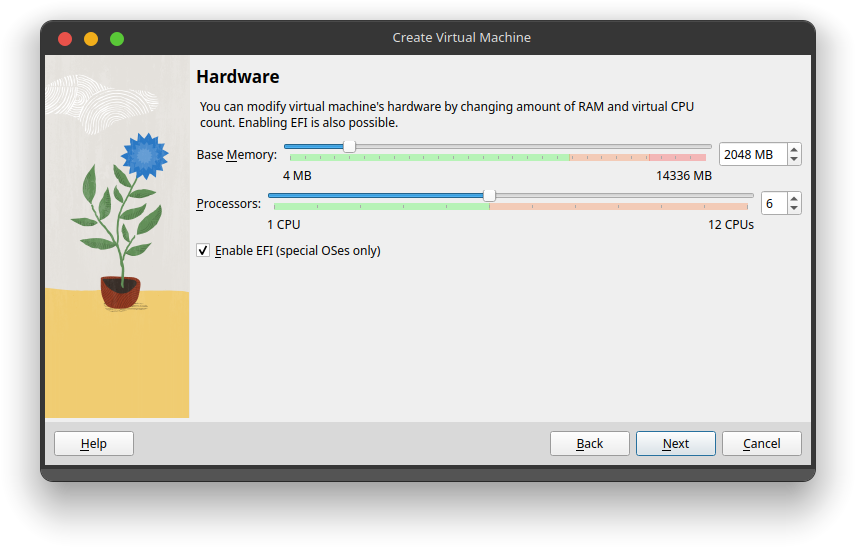 Create Virtual Machine
Hardware
You can modify virtual machine's hardware by changing amount of RAM and virtual CPU
count. Enabling EFI is also possible.
Base Memory: 2048 MB
4 MB 14336 MB
Processors: 6
1 CPU 12 CPUs
Enable EFI (special OSes only)
Help Back Next Cancel